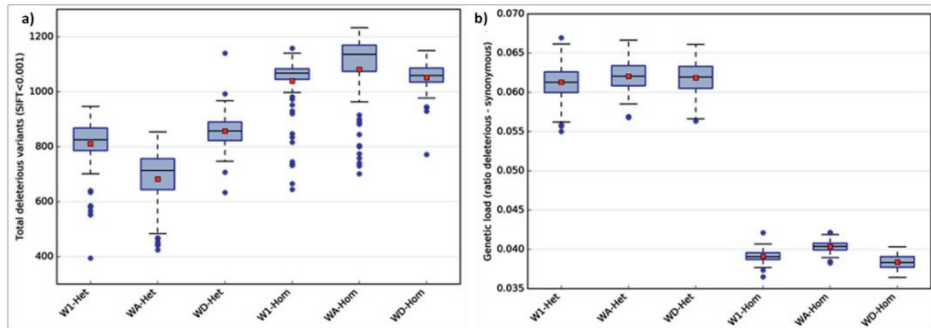 a)
Total deleterious variants (SIFT<0.001)
1200
1000
800
600
400
W1-Het
WA-Het
WD-Het
W1-Hom
WA-Hom
WD-Hom
b)
Genetic load (ratio deleterious - synonymous)
0.070
0.065
0.060
0.055
0.050
0.045
0.040
0.035
W1-Het
WA-Het
WD-Het
W1-Hom
WA-Hom
WD-Hom